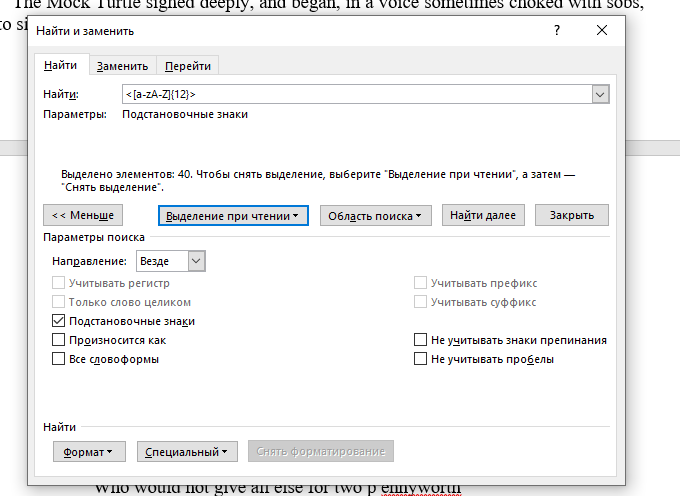 The Mock Turtle sighed deeply, and began, in a voice sometimes choked with sobs,
to si
Найти и заменить
Найти Заменить Перейти
Найти: <[a-zA-Z]{12}>
Параметры: Подстановочные знаки
Выделено элементов: 40. Чтобы снять выделение, выберите "Выделение при чтении", а затем —
"Снять выделение".
<< Меньше Выделение при чтении Область поиска Найти далее Закрыть
Параметры поиска
Направление: Везде
Учитывать регистр Учитывать префикс
Только слово целиком Учитывать суффикс
Подстановочные знаки
Произносится как Не учитывать знаки препинания
Все словоформы Не учитывать пробелы
Найти
Формат Специальный Снять форматирование
Who would not give all else for two p ennyworth